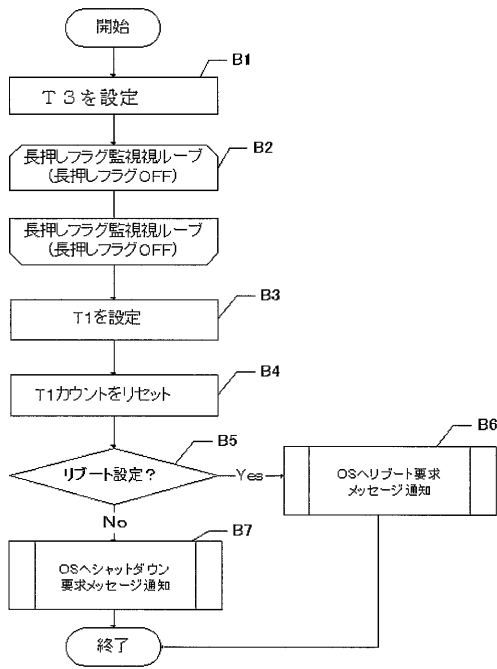 開始
B1
T3を設定
長押しフラグ監視視ループ
(長押しフラグOFF)
B2
長押しフラグ監視視ループ
(長押しフラグOFF)
B3
T1を設定
B4
T1カウントをリセット
B5
リブート設定?
Yes
B6
OSへリブート要求
メッセージ通知
No
B7
OSへシャットダウン
要求メッセージ通知
終了